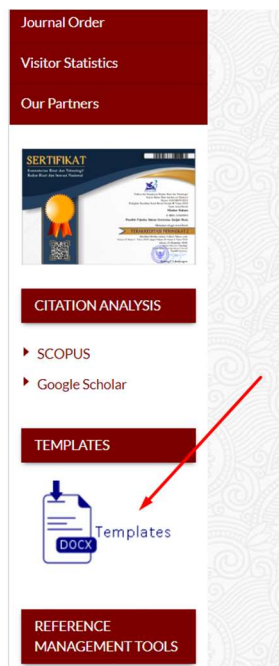 Journal Order
Visitor Statistics
Our Partners
SERTIFIKAT
CITATION ANALYSIS
SCOPUS
Google Scholar
TEMPLATES
DOCX
Templates
REFERENCE
MANAGEMENT TOOLS